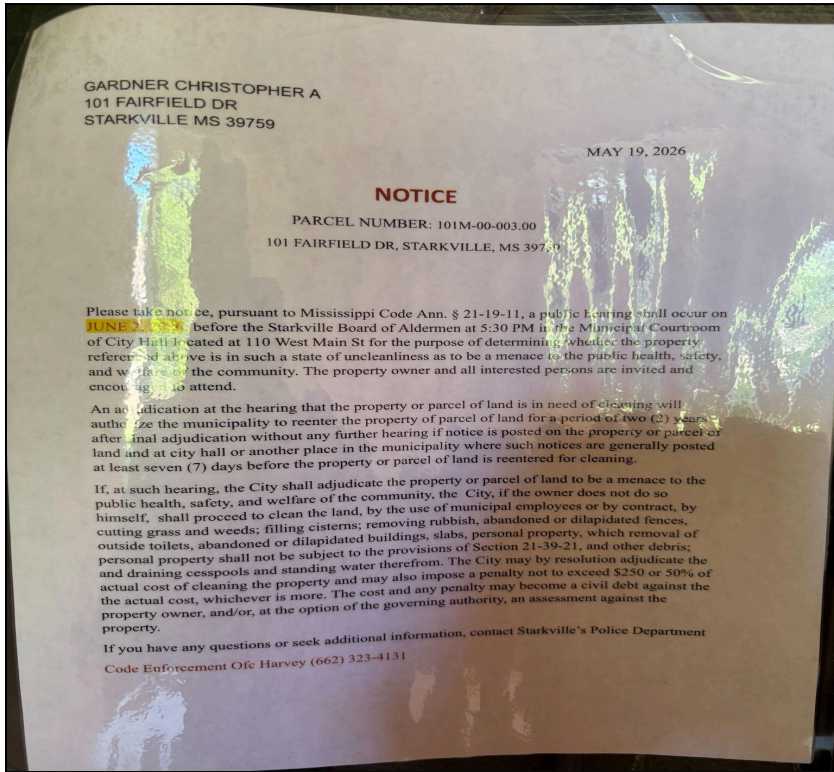 GARDNER CHRISTOPHER A
101 FAIRFIELD DR
STARKVILLE MS 39759
MAY 19, 2026
NOTICE
PARCEL NUMBER: 101M-00-003.00
101 FAIRFIELD DR, STARKVILLE, MS
Please take notice, pursuant to Mississippi Code Ann. § 21-19-11, a public hearing shall occur on
JUNE 2, before the Starkville Board of Aldermen at 5:30 PM in the Municipal Courtroom
of City Hall located at 110 West Main St for the purpose of determining whether the property
referenced above is in such a state of uncleanliness as to be a menace to the public health, safety,
and welfare of the community. The property owner and all interested persons are invited and
encouraged to attend.
An adjudication at the hearing that the property or parcel of land is in need of cleaning will
authorize the municipality to reenter the property of parcel of land for a period of two (2) years
after final adjudication without any further hearing if notice is posted on the property or parcel of
land and at city hall or another place in the municipality where such notices are generally posted
at least seven (7) days before the property or parcel of land is reentered for cleaning.
If, at such hearing, the City shall adjudicate the property or parcel of land to be a menace to the
public health, safety, and welfare of the community, the City, if the owner does not do so
himself, shall proceed to clean the land, by the use of municipal employees or by contract, by
cutting grass and weeds; filling cisterns; removing rubbish, abandoned or dilapidated fences,
outside toilets, abandoned or dilapidated buildings, slabs, personal property, which removal of
personal property shall not be subject to the provisions of Section 21-39-21, and other debris;
and draining cesspools and standing water therefrom. The City may by resolution adjudicate the
actual cost of cleaning the property and may also impose a penalty not to exceed $250 or 50% of
the actual cost, whichever is more. The cost and any penalty may become a civil debt against the
property owner, and/or, at the option of the governing authority, an assessment against the
property.
If you have any questions or seek additional information, contact Starkville's Police Department
Code Enforcement Ofc Harvey (662) 323-4131